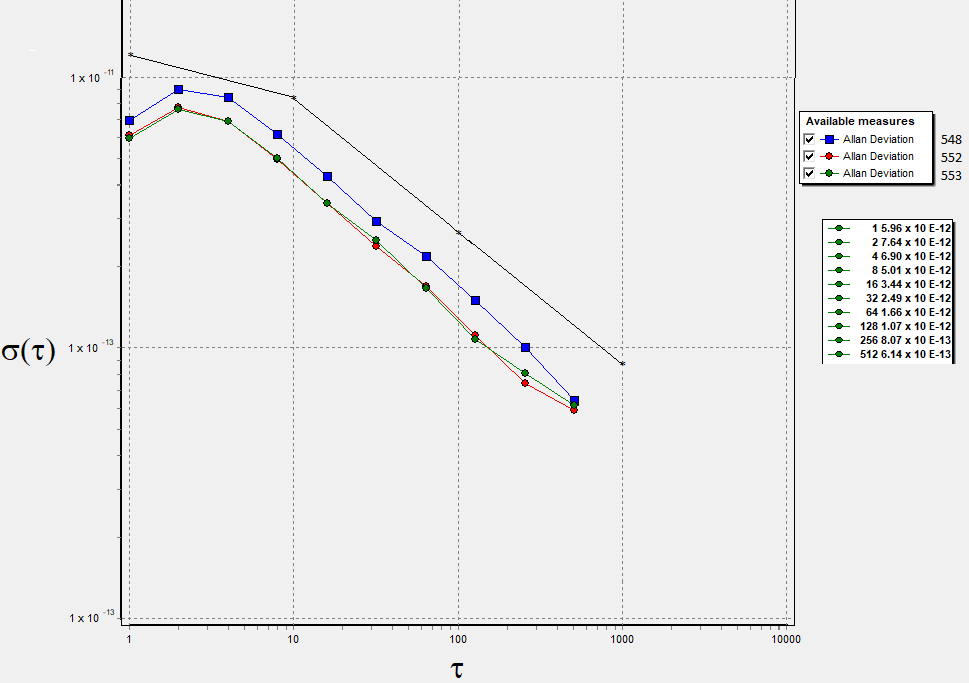 1 x 10 -11
σ(τ)
1 x 10 -13
1 x 10 -13
1 10 100 1000 10000
τ
Available measures
Allan Deviation 548
Allan Deviation 552
Allan Deviation 553
1 5.96 x 10 E-12
2 7.64 x 10 E-12
4 6.90 x 10 E-12
8 5.01 x 10 E-12
16 3.44 x 10 E-12
32 2.49 x 10 E-12
64 1.66 x 10 E-12
128 1.07 x 10 E-12
256 8.07 x 10 E-13
512 6.14 x 10 E-13